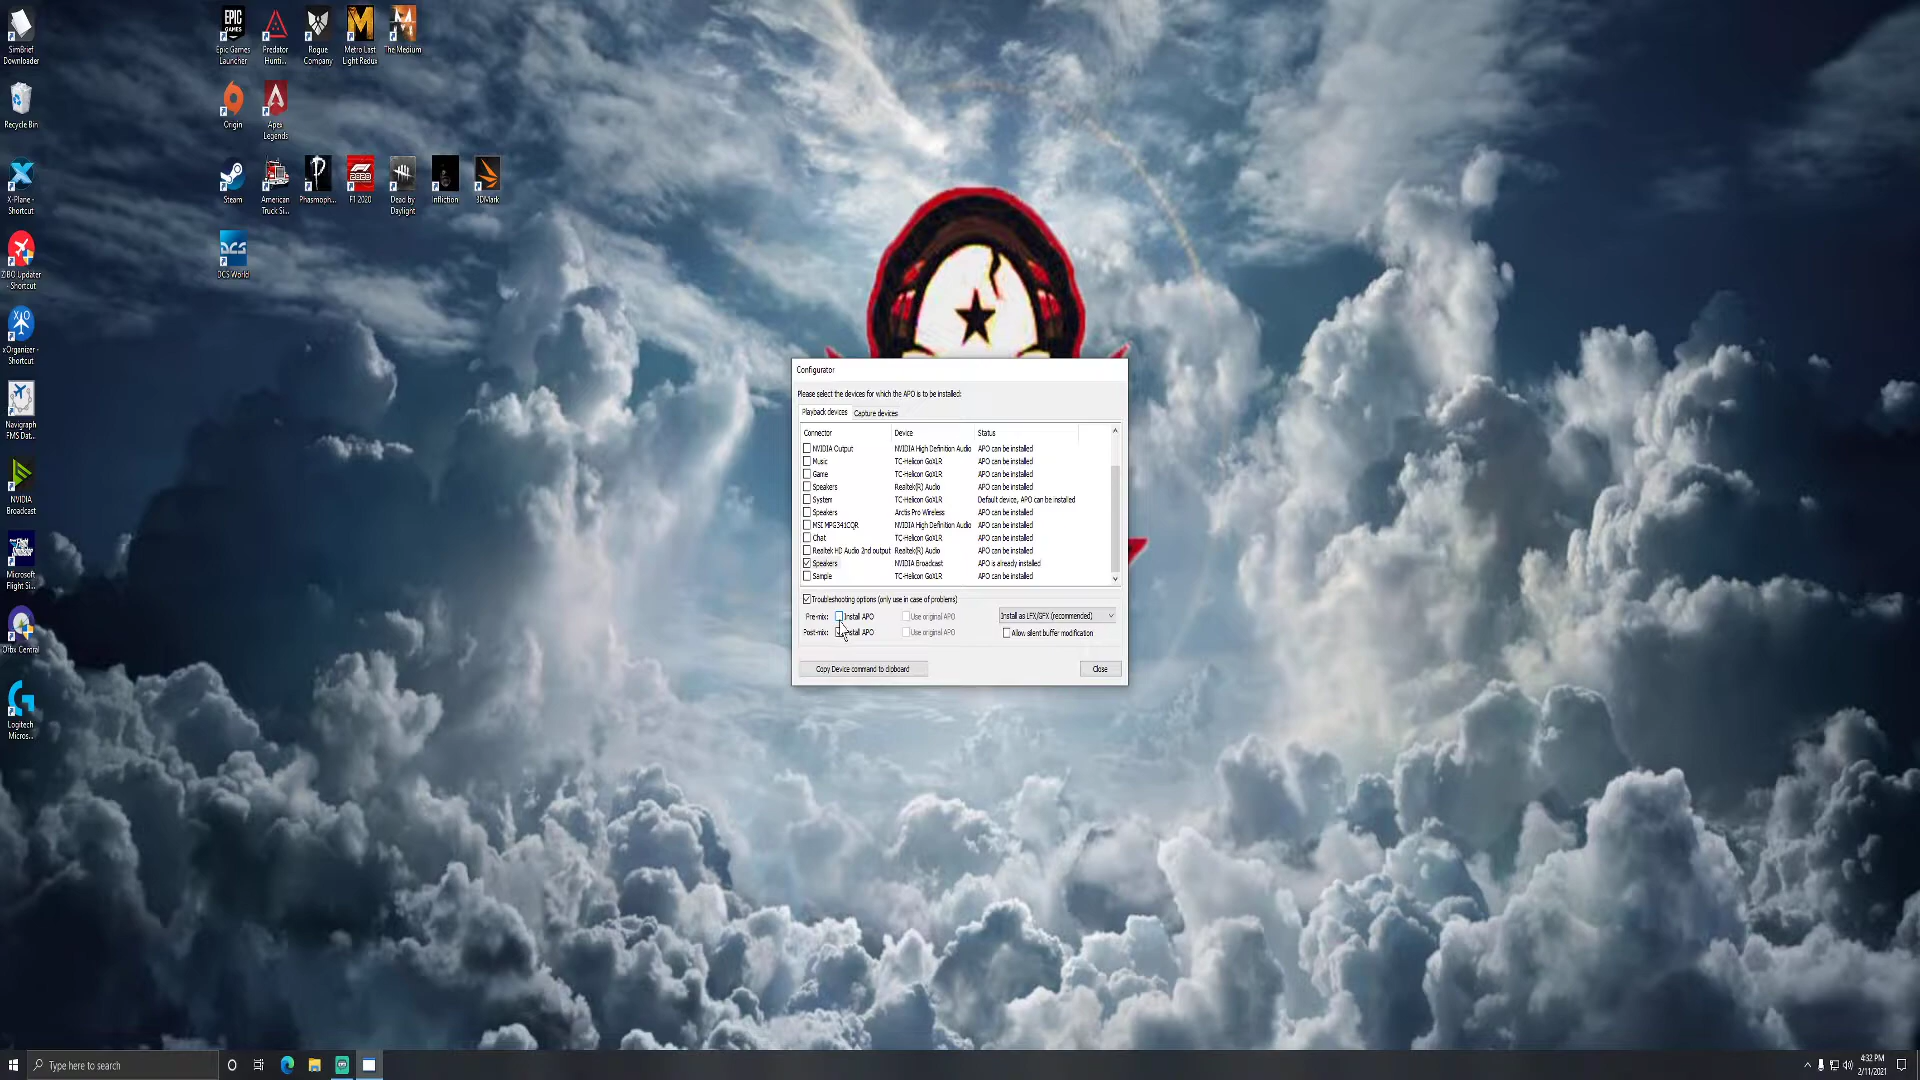 SimBrief
Downloader
EPIC
GAMES
Epic Games
Launcher
Predator
Hunti...
Rogue
Company
Metro Last
Light Redux
The Medium
Recycle Bin
Origin
Apex
Legends
X-Plane -
Shortcut
Steam
American
Truck Si...
Phasmoph...
F1 2020
Dead by
Daylight
Infliction
3DMark
ZIBO Updater
- Shortcut
DCS
DCS World
xOrganizer -
Shortcut
Navigraph
FMS Dat...
NVIDIA
Broadcast
Microsoft
Flight Si...
Orbx Central
Logitech
Micros...
Configurator
Please select the devices for which the APO is to be installed:
Playback devices Capture devices
Connector Device Status
NVIDIA Output NVIDIA High Definition Audio APO can be installed
Music TC-Helicon GoXLR APO can be installed
Game TC-Helicon GoXLR APO can be installed
Speakers Realtek(R) Audio APO can be installed
System TC-Helicon GoXLR Default device, APO can be installed
Speakers Arctis Pro Wireless APO can be installed
MSI MPG341CQR NVIDIA High Definition Audio APO can be installed
Chat TC-Helicon GoXLR APO can be installed
Realtek HD Audio 2nd output Realtek(R) Audio APO can be installed
Speakers NVIDIA Broadcast APO is already installed
Sample TC-Helicon GoXLR APO can be installed
Troubleshooting options (only use in case of problems)
Pre-mix: Install APO Use original APO Install as LFX/GFX (recommended)
Post-mix: Install APO Use original APO Allow silent buffer modification
Copy Device command to clipboard Close
Type here to search
4:32 PM
2/11/2021